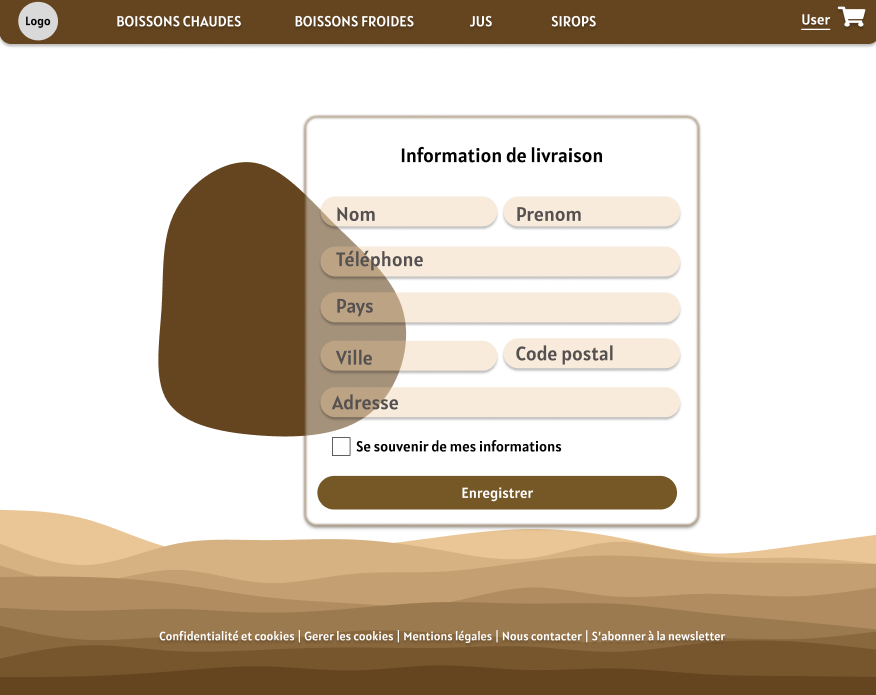 Logo
BOISSONS CHAUDES
BOISSONS FROIDES
JUS
SIROPS
User
Information de livraison
Nom
Prenom
Téléphone
Pays
Ville
Code postal
Adresse
Se souvenir de mes informations
Enregistrer
Confidentialité et cookies | Gerer les cookies | Mentions légales | Nous contacter | S'abonner à la newsletter